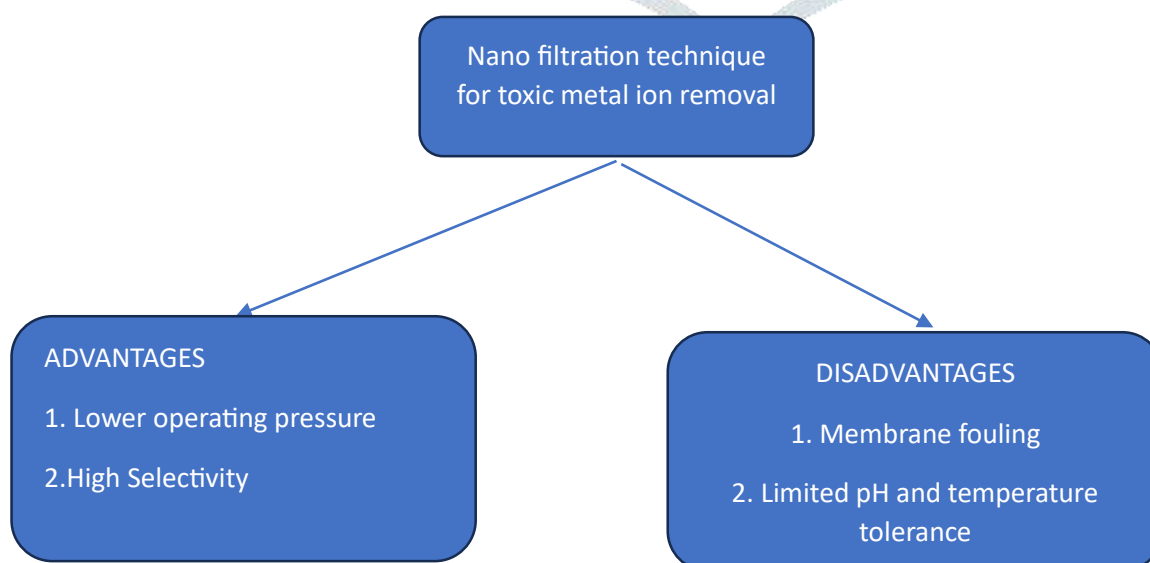 Nano filtration technique
for toxic metal ion removal
ADVANTAGES
1. Lower operating pressure
2.High Selectivity
DISADVANTAGES
1. Membrane fouling
2. Limited pH and temperature
tolerance